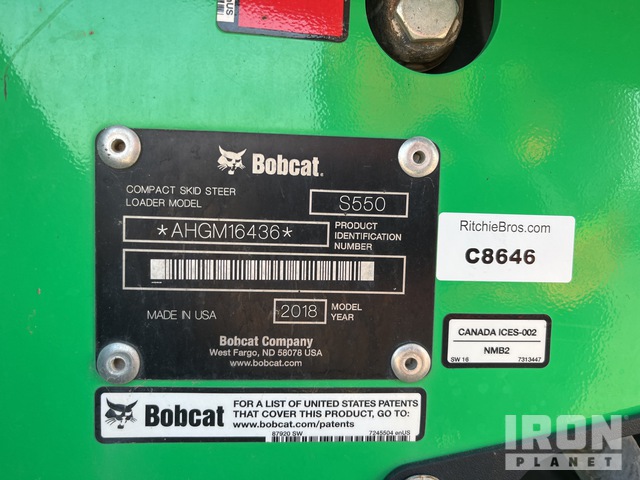 Bobcat®
COMPACT SKID STEER
LOADER MODEL
S550
*AHGM16436*
PRODUCT
IDENTIFICATION
NUMBER
MADE IN USA
2018
MODEL
YEAR
Bobcat Company
West Fargo, ND 58078 USA
www.bobcat.com
RitchieBros.com
C8646
CANADA ICES-002
NMB2
SW 16 7313447
Bobcat
FOR A LIST OF UNITED STATES PATENTS
THAT COVER THIS PRODUCT, GO TO:
www.bobcat.com/patents
87920 SW 7245504 enUS
IRON
PLANET